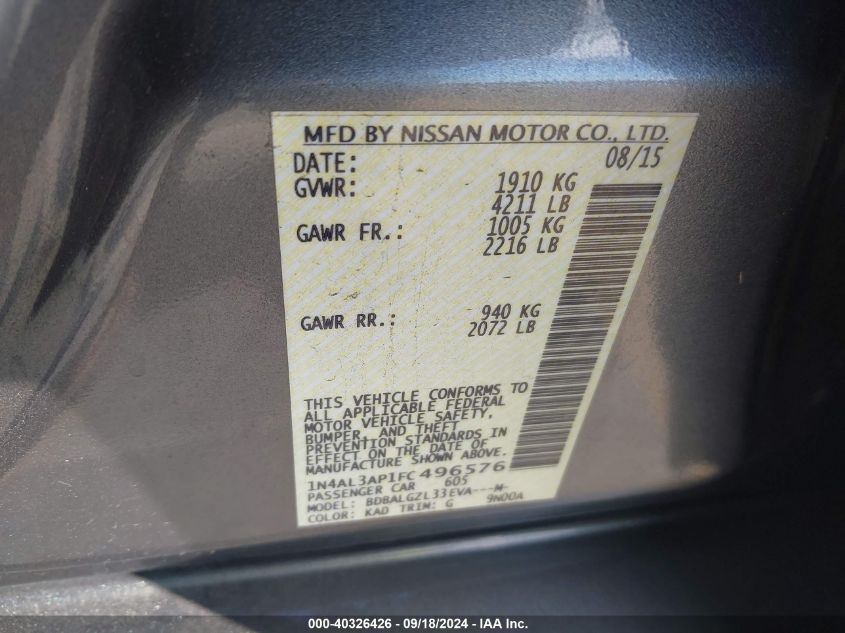 MFD BY NISSAN MOTOR CO., LTD.
DATE: 08/15
GVWR: 1910 KG
4211 LB
GAWR FR.: 1005 KG
2216 LB
GAWR RR.: 940 KG
2072 LB
THIS VEHICLE CONFORMS TO
ALL APPLICABLE FEDERAL
MOTOR VEHICLE SAFETY,
BUMPER, AND THEFT
PREVENTION STANDARDS IN
EFFECT ON THE DATE OF
MANUFACTURE SHOWN ABOVE.
1N4AL3AP1FC496576
PASSENGER CAR 605
MODEL: BDBALGZL33EVA---M-
COLOR: KAD TRIM: G 9N00A
000-40326426 - 09/18/2024 - IAA Inc.